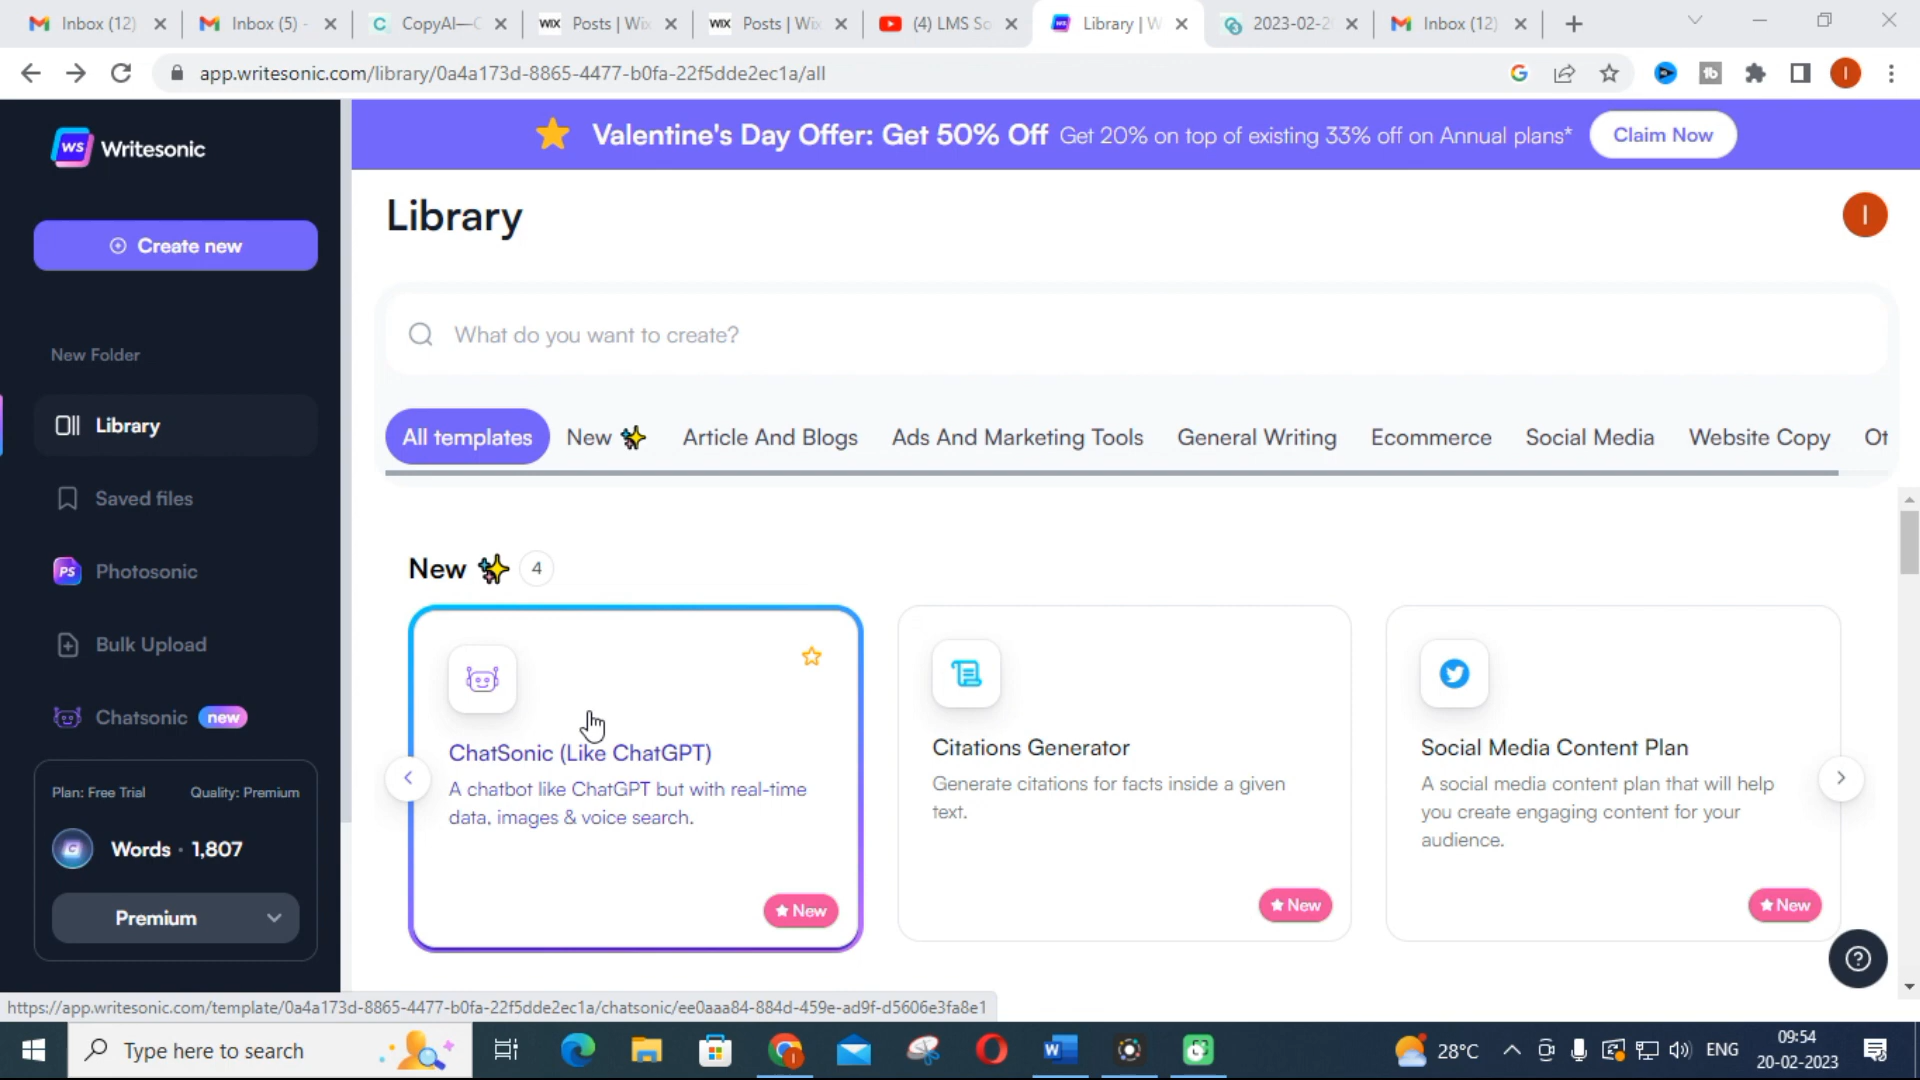 Inbox (12)
Inbox (5) -
CopyAI—C
WIX Posts | Wix
WIX Posts | Wix
(4) LMS So
Library | W
2023-02-20
Inbox (12)
app.writesonic.com/library/0a4a173d-8865-4477-b0fa-22f5dde2ec1a/all
WS Writesonic
Valentine's Day Offer: Get 50% Off Get 20% on top of existing 33% off on Annual plans* Claim Now
Create new
Library
I
What do you want to create?
New Folder
Library
All templates New Article And Blogs Ads And Marketing Tools General Writing Ecommerce Social Media Website Copy Ot
Saved files
New 4
PS Photosonic
Bulk Upload
Chatsonic new
ChatSonic (Like ChatGPT)
A chatbot like ChatGPT but with real-time
data, images & voice search.
New
Citations Generator
Generate citations for facts inside a given
text.
New
Social Media Content Plan
A social media content plan that will help
you create engaging content for your
audience.
New
Plan: Free Trial Quality: Premium
G Words · 1,807
Premium
https://app.writesonic.com/template/0a4a173d-8865-4477-b0fa-22f5dde2ec1a/chatsonic/ee0aaa84-884d-459e-ad9f-d5606e3fa8e1
Type here to search
28°C
ENG
09:54
20-02-2023